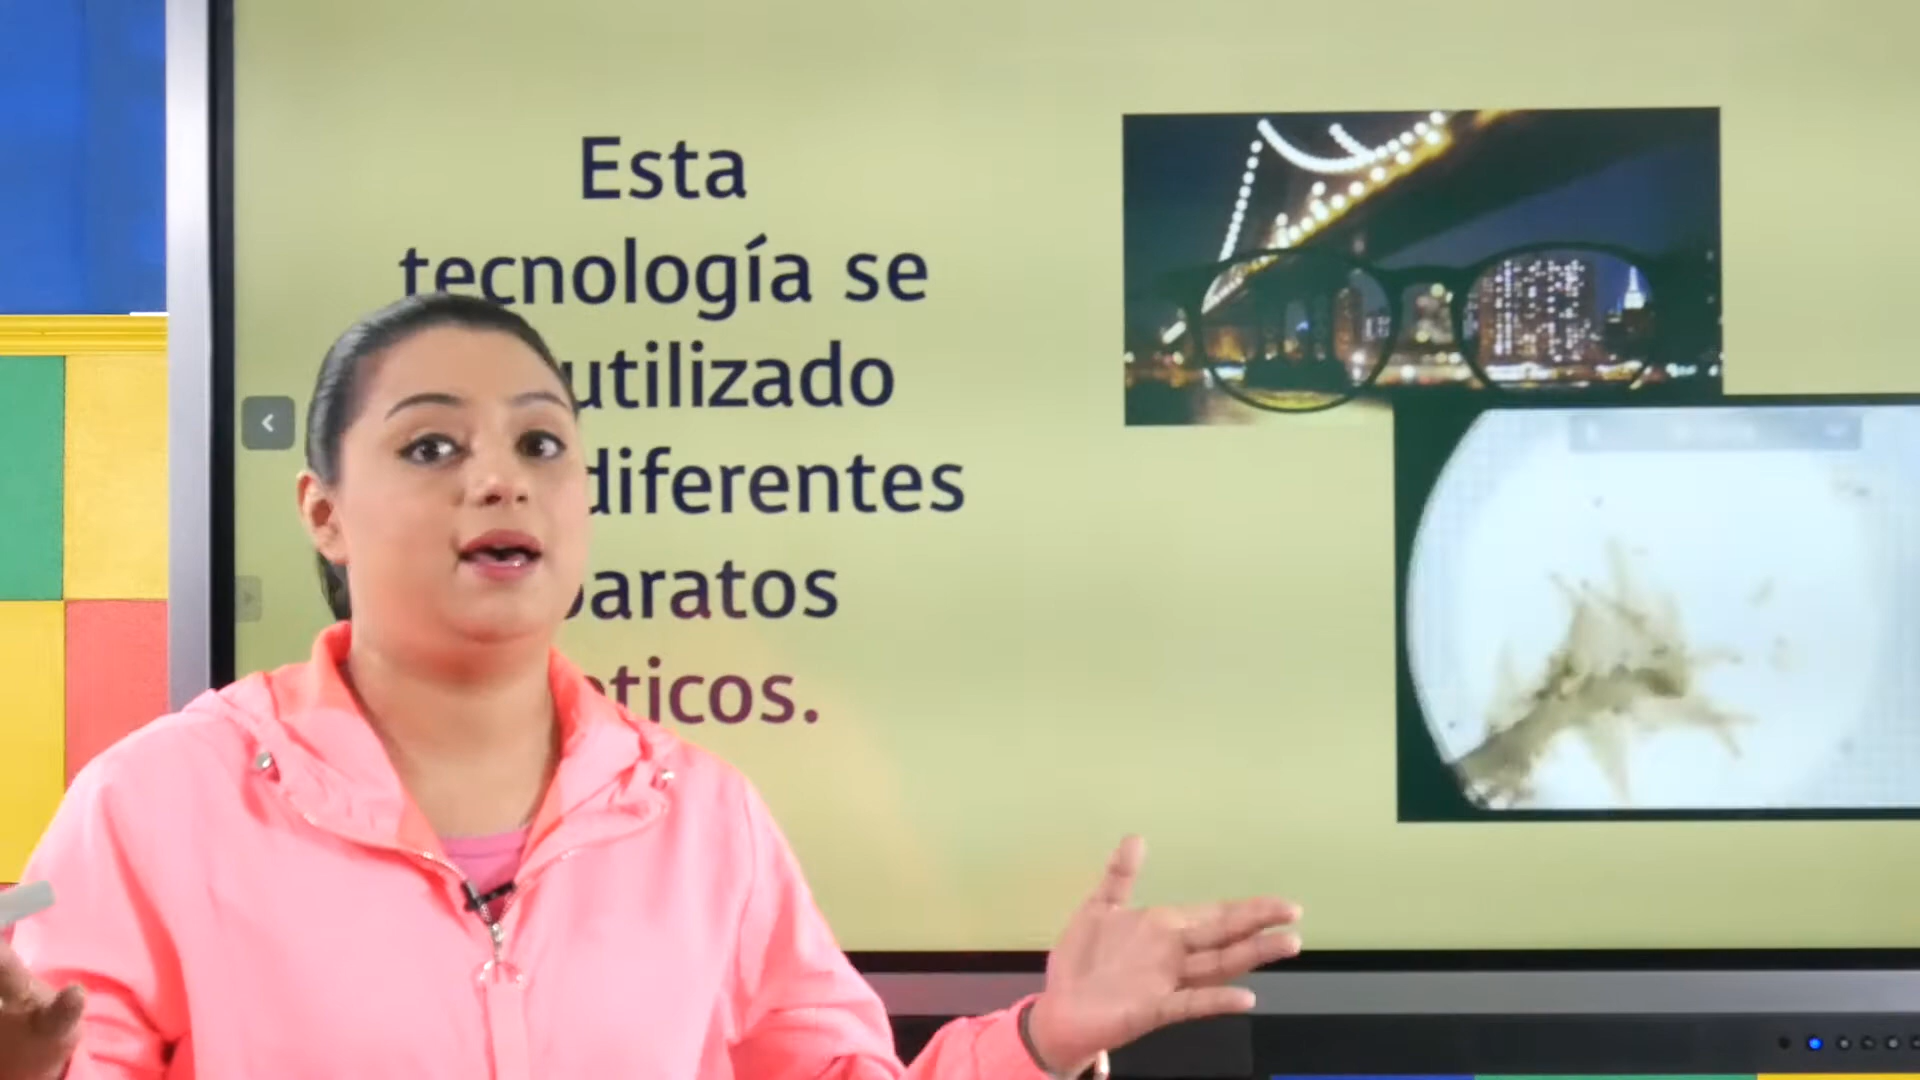 Esta
tecnología se
utilizado
diferentes
aratos
ticos.